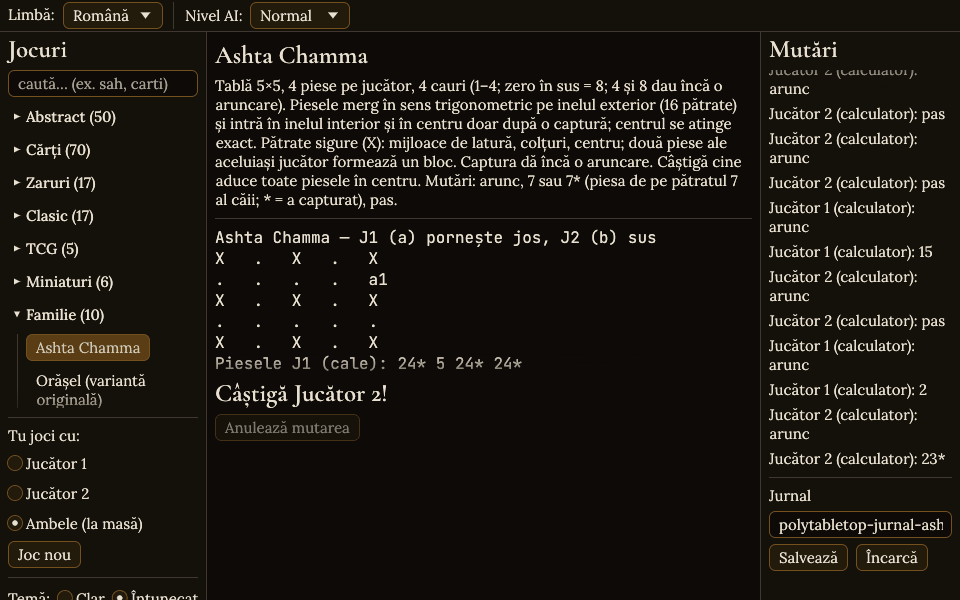 Limbă: Română Nivel AI: Normal
Jocuri
caută... (ex. sah, carti)
Abstract (50)
Cărți (70)
Zaruri (17)
Clasic (17)
TCG (5)
Miniaturi (6)
Familie (10)
Ashta Chamma
Orășel (variantă
originală)
Tu joci cu:
Jucător 1
Jucător 2
Ambele (la masă)
Joc nou
Temă: Clar Întunecat
Ashta Chamma
Tablă 5×5, 4 piese pe jucător, 4 cauri (1–4; zero în sus = 8; 4 și 8 dau încă o
aruncare). Piesele merg în sens trigonometric pe inelul exterior (16 pătrate)
și intră în inelul interior și în centru doar după o captură; centrul se atinge
exact. Pătrate sigure (X): mijloace de latură, colțuri, centru; două piese ale
aceluiași jucător formează un bloc. Captura dă încă o aruncare. Câștigă cine
aduce toate piesele în centru. Mutări: arunc, 7 sau 7* (piesa de pe pătratul 7
al căii; * = a capturat), pas.
Ashta Chamma — J1 (a) pornește jos, J2 (b) sus
X . X . X
. . . . a1
X . X . X
. . . . .
X . X . X
Piesele J1 (cale): 24* 5 24* 24*
Câștigă Jucător 2!
Anulează mutarea
Mutări
Jucător 2 (calculator):
arunc
Jucător 2 (calculator): pas
Jucător 2 (calculator):
arunc
Jucător 2 (calculator): pas
Jucător 1 (calculator):
arunc
Jucător 1 (calculator): 15
Jucător 2 (calculator):
arunc
Jucător 2 (calculator): pas
Jucător 1 (calculator):
arunc
Jucător 1 (calculator): 2
Jucător 2 (calculator):
arunc
Jucător 2 (calculator): 23*
Jurnal
polytabletop-jurnal-ash
Salvează Încarcă